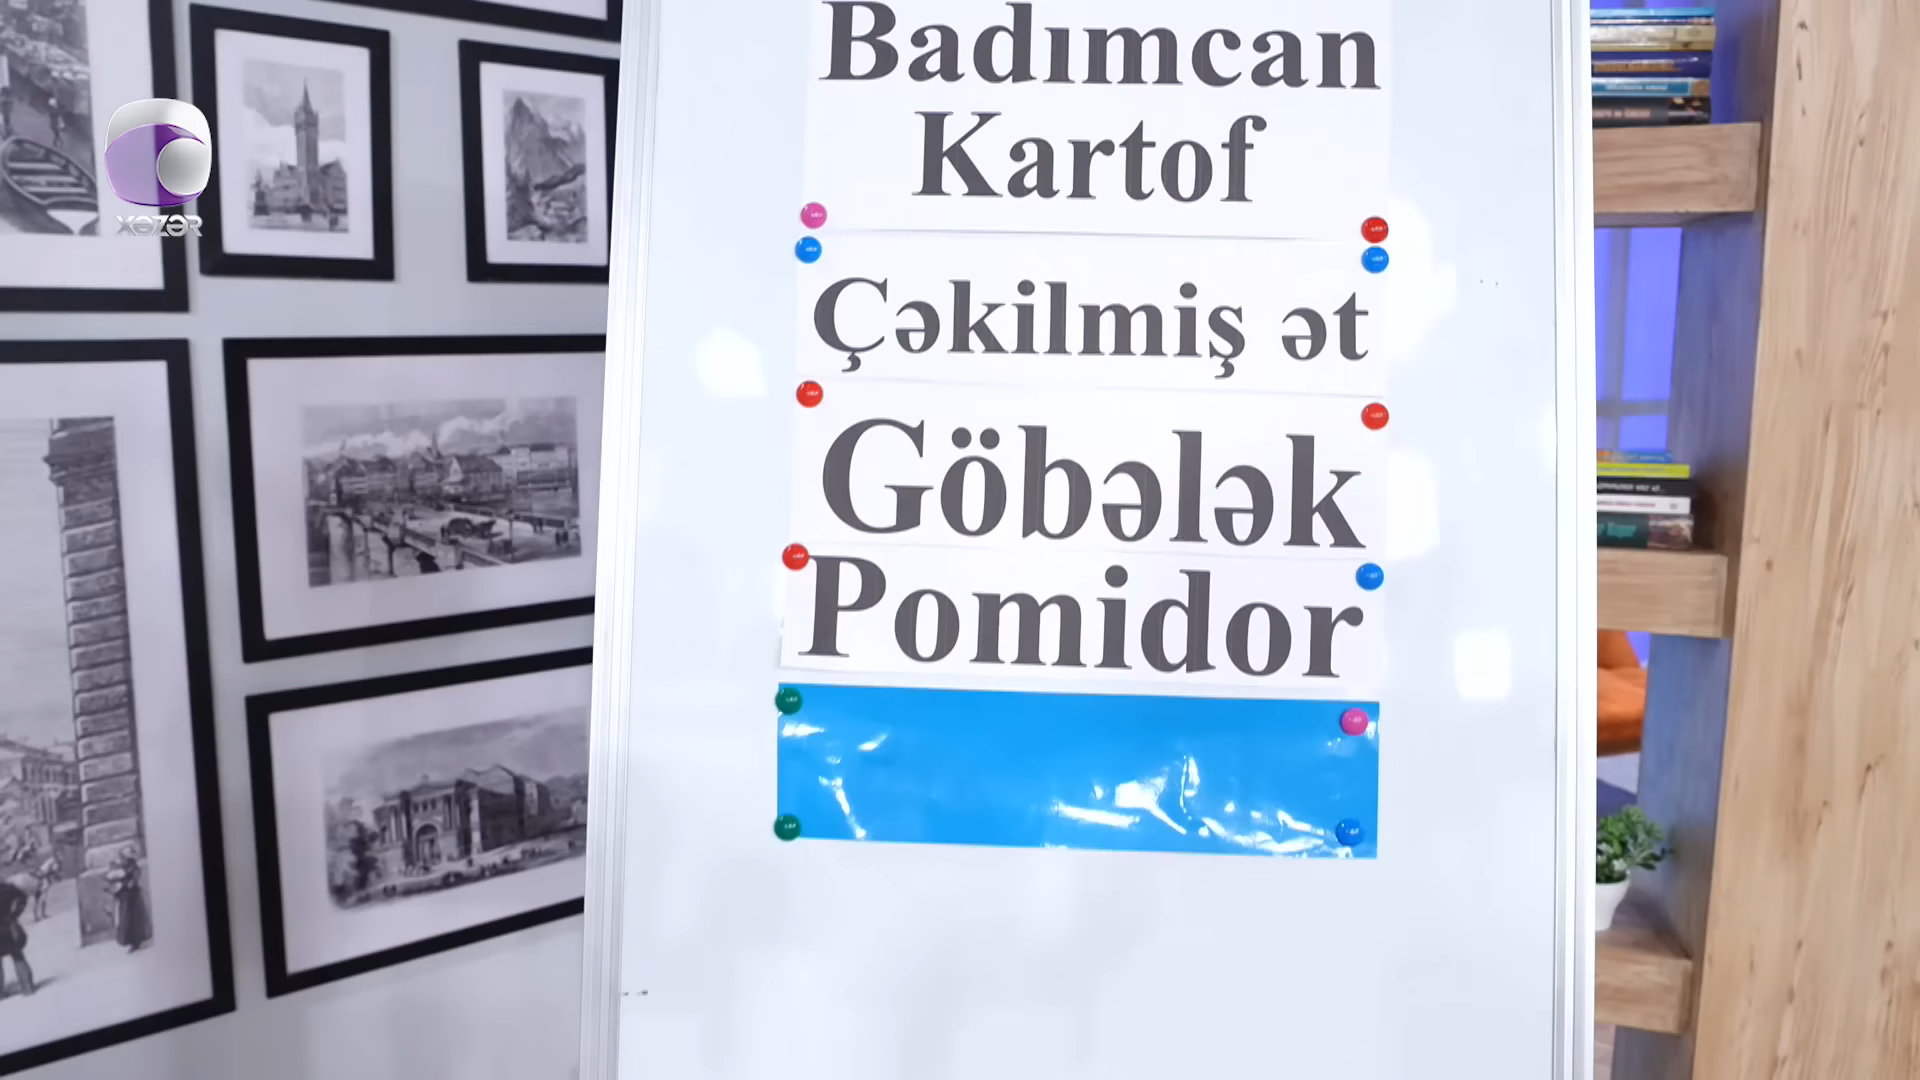 Badımcan
Kartof
XƏZƏR
Çəkilmiş ət
Göbələk
Pomidor